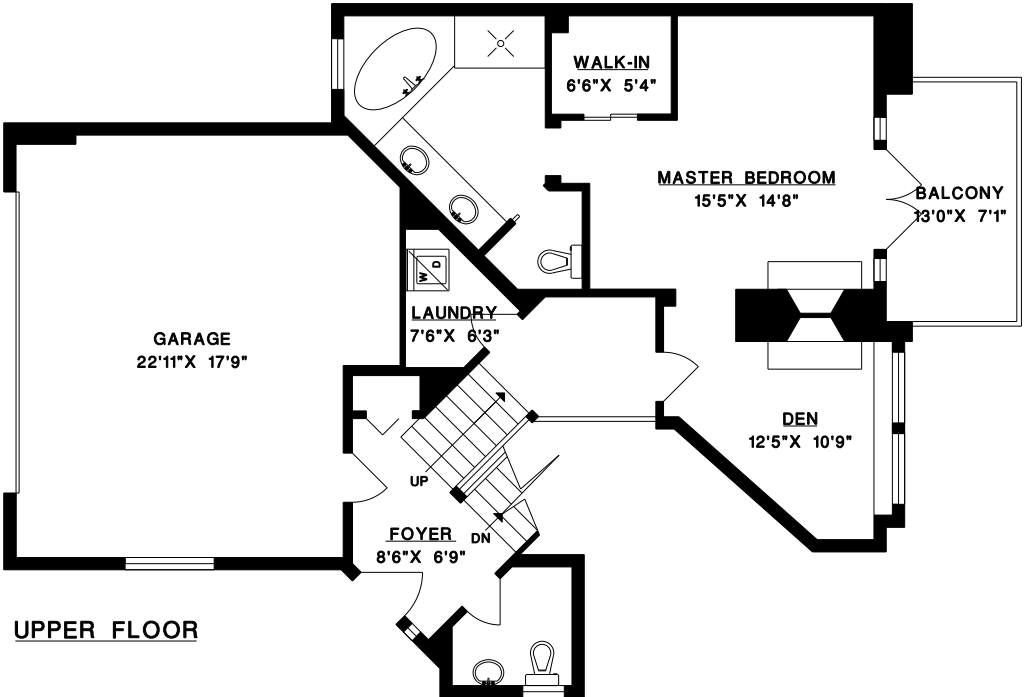 WALK-IN
6'6"X 5'4"
MASTER BEDROOM
15'5"X 14'8"
BALCONY
13'0"X 7'1"
W D
LAUNDRY
7'6"X 6'3"
GARAGE
22'11"X 17'9"
DEN
12'5"X 10'9"
UP
FOYER
8'6"X 6'9"
DN
UPPER FLOOR